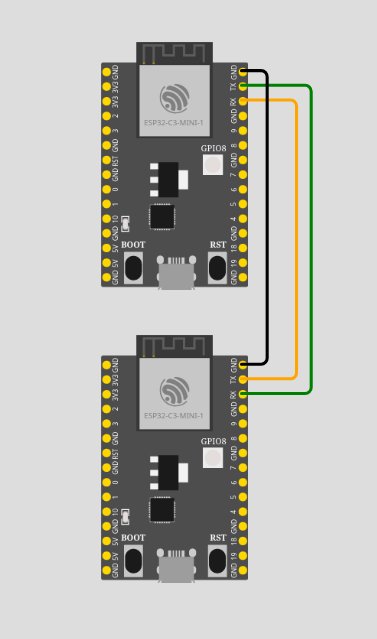 GND
3V3
3V3
2
3
GND
RST
GND
0
1
10
GND
5V
5V
GND
ESP32-C3-MINI-1
GPIO8
BOOT
RST
GND
TX
RX
GND
9
8
GND
7
6
5
4
18
19
GND
GND
3V3
3V3
2
3
GND
RST
GND
0
1
10
GND
5V
5V
GND
ESP32-C3-MINI-1
GPIO8
BOOT
RST
GND
TX
RX
GND
9
8
GND
7
6
5
4
18
19
GND